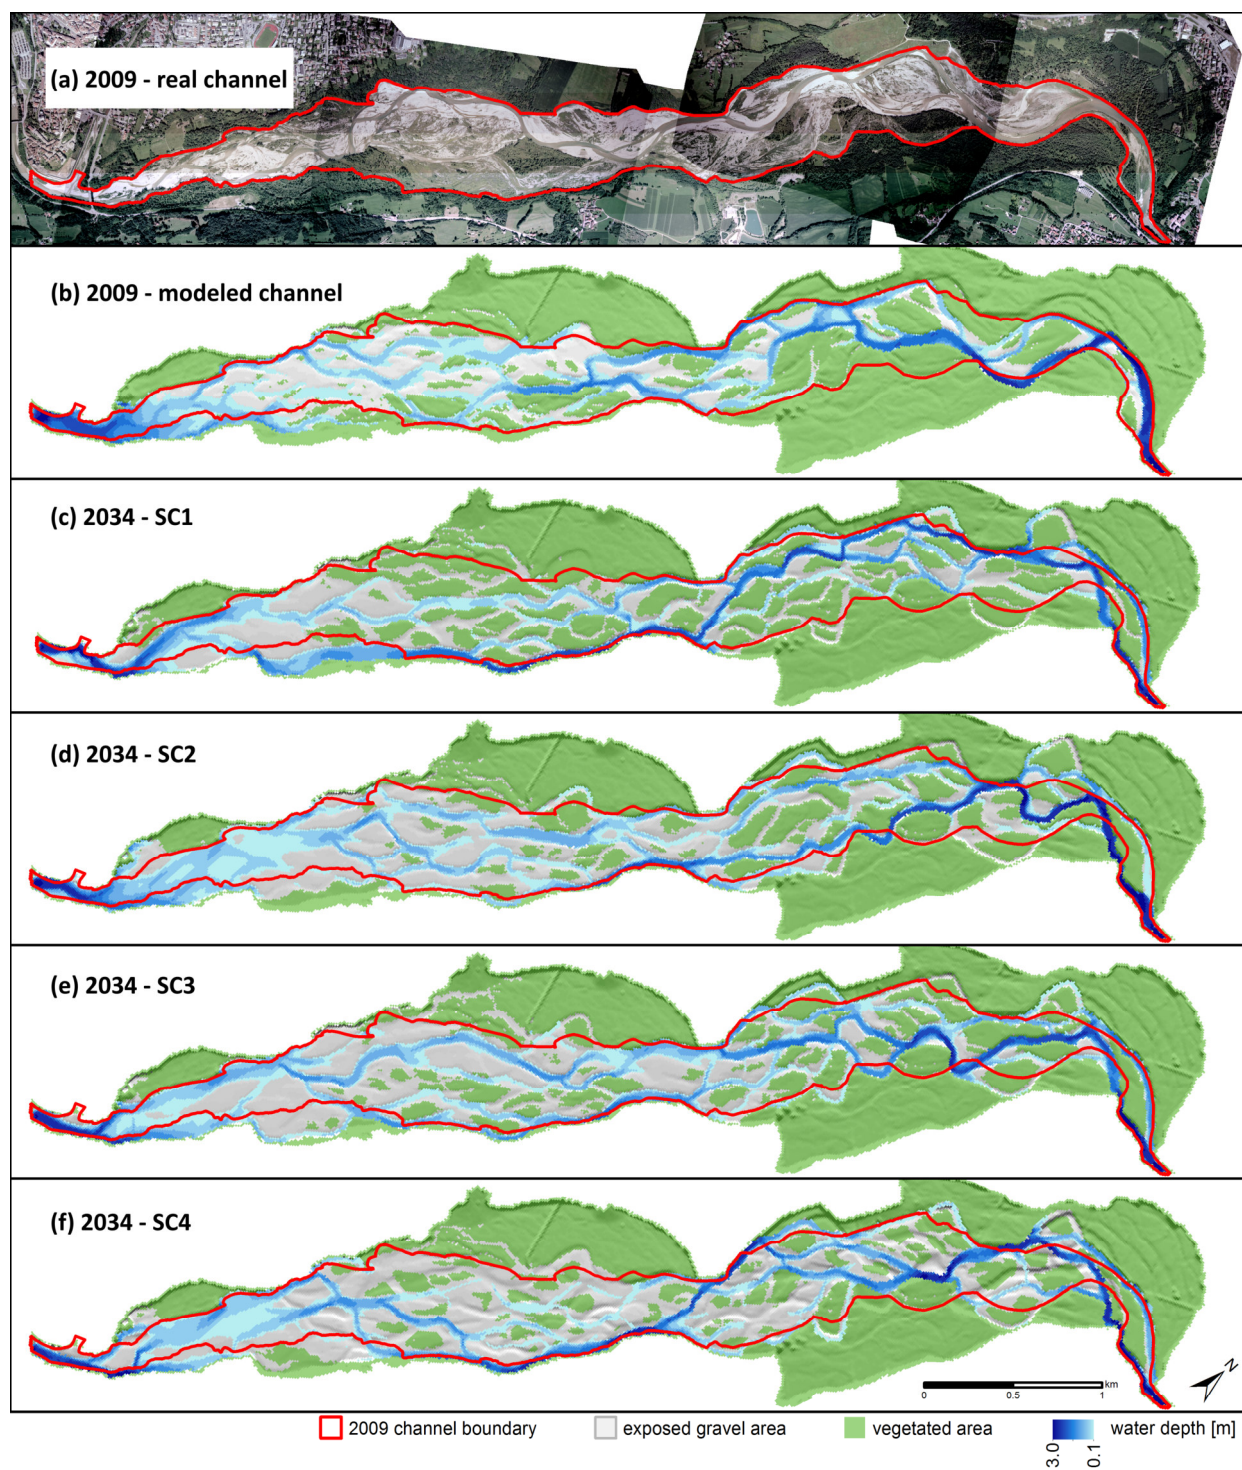 (a) 2009 - real channel
(b) 2009 - modeled channel
(c) 2034 - SC1
(d) 2034 - SC2
(e) 2034 - SC3
(f) 2034 - SC4
N
km
0 0.5 1
2009 channel boundary exposed gravel area vegetated area 3.0 0.1 water depth [m]